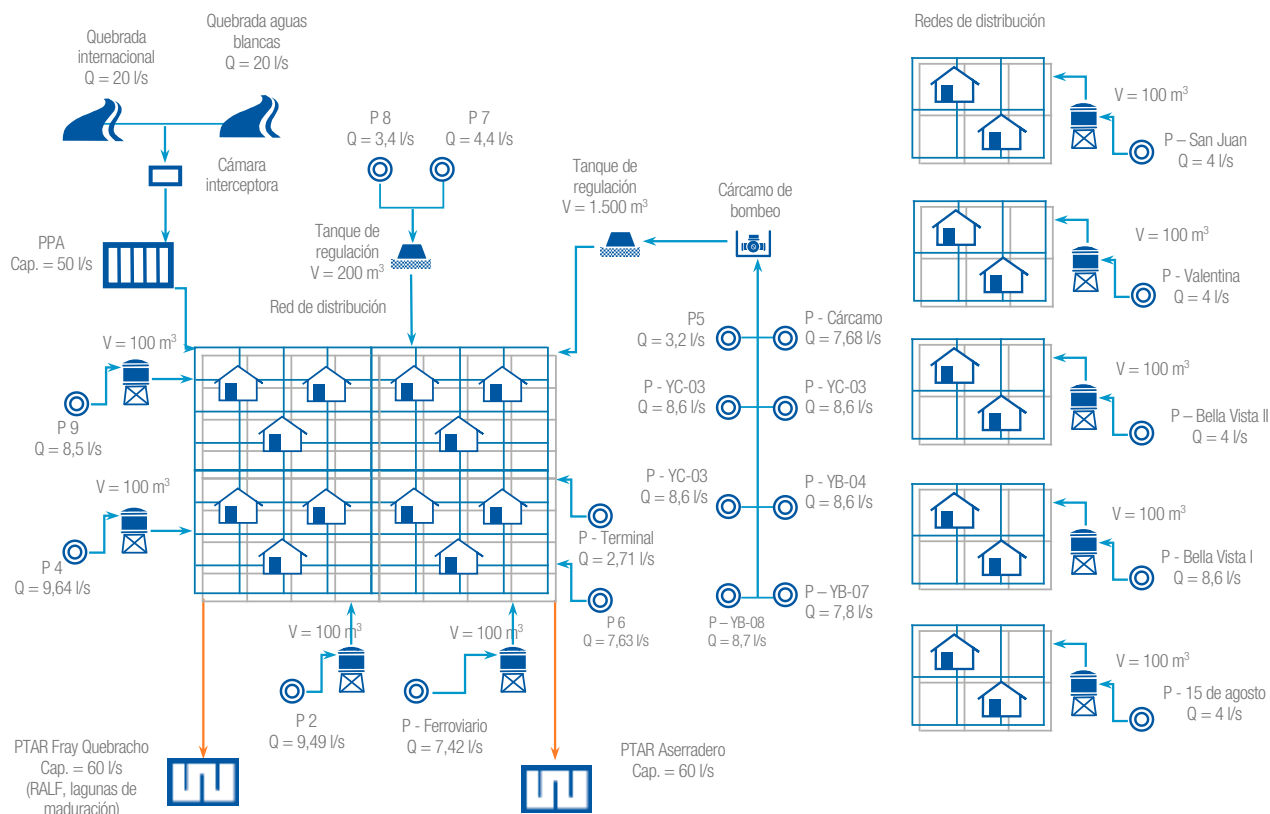 Quebrada
internacional
Q = 20 l/s
Quebrada aguas
blancas
Q = 20 l/s
Cámara
interceptora
PPA
Cap. = 50 l/s
P 8
Q = 3,4 l/s
P 7
Q = 4,4 l/s
Tanque de
regulación
V = 200 m³
Red de distribución
Tanque de
regulación
V = 1.500 m³
Cárcamo de
bombeo
P5
Q = 3,2 l/s
P - Cárcamo
Q = 7,68 l/s
P - YC-03
Q = 8,6 l/s
P - YC-03
Q = 8,6 l/s
P - YC-03
Q = 8,6 l/s
P - YB-04
Q = 8,6 l/s
P – YB-08
Q = 8,7 l/s
P – YB-07
Q = 7,8 l/s
V = 100 m³
P 9
Q = 8,5 l/s
V = 100 m³
P 4
Q = 9,64 l/s
P - Terminal
Q = 2,71 l/s
P 6
Q = 7,63 l/s
V = 100 m³
P 2
Q = 9,49 l/s
V = 100 m³
P - Ferroviario
Q = 7,42 l/s
PTAR Fray Quebracho
Cap. = 60 l/s
(RALF, lagunas de
maduración)
PTAR Aserradero
Cap. = 60 l/s
Redes de distribución
V = 100 m³
P – San Juan
Q = 4 l/s
V = 100 m³
P - Valentina
Q = 4 l/s
V = 100 m³
P – Bella Vista II
Q = 4 l/s
V = 100 m³
P - Bella Vista I
Q = 8,6 l/s
V = 100 m³
P - 15 de agosto
Q = 4 l/s